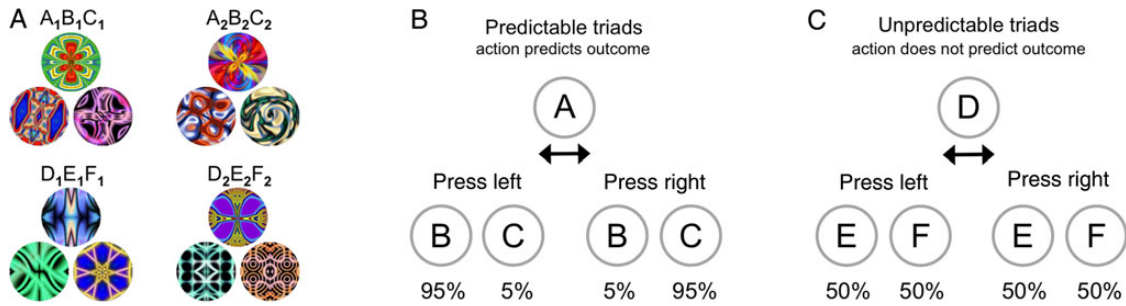 A
A₁B₁C₁
A₂B₂C₂
D₁E₁F₁
D₂E₂F₂
B
Predictable triads
action predicts outcome
A
Press left
Press right
B C B C
95% 5% 5% 95%
C
Unpredictable triads
action does not predict outcome
D
Press left
Press right
E F E F
50% 50% 50% 50%